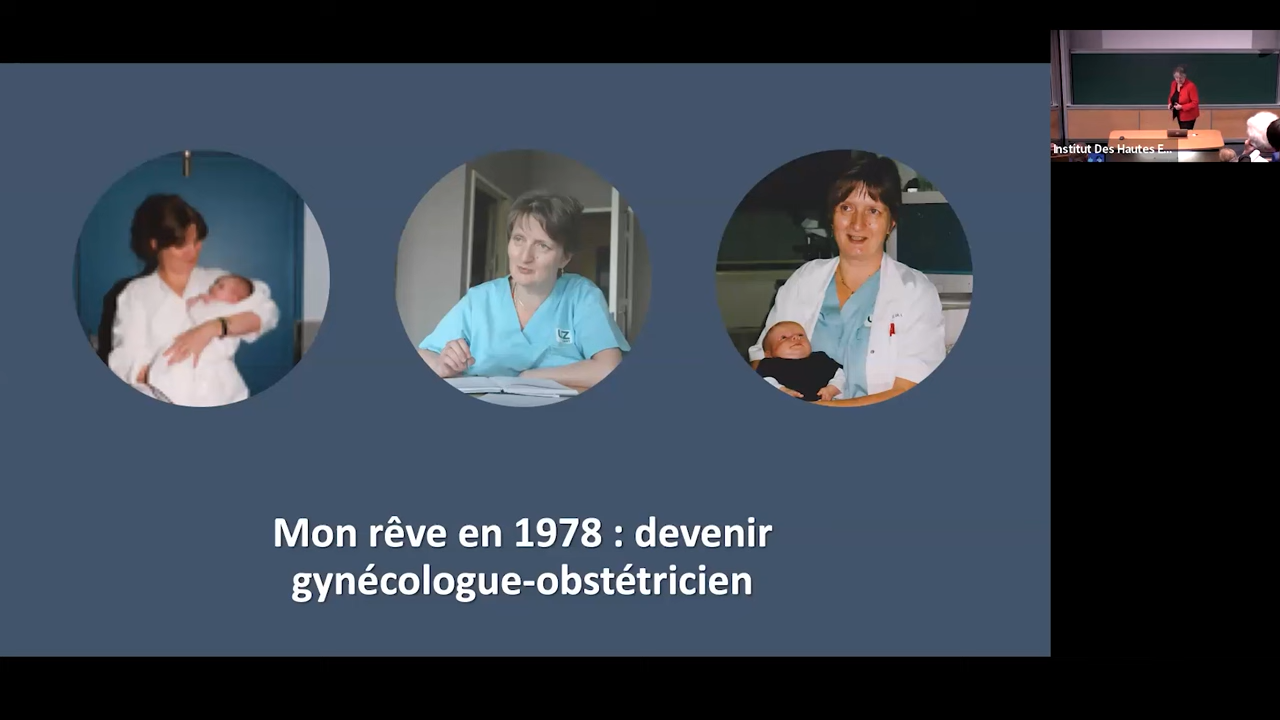 Institut Des Hautes E...
Mon rêve en 1978 : devenir
gynécologue-obstétricien